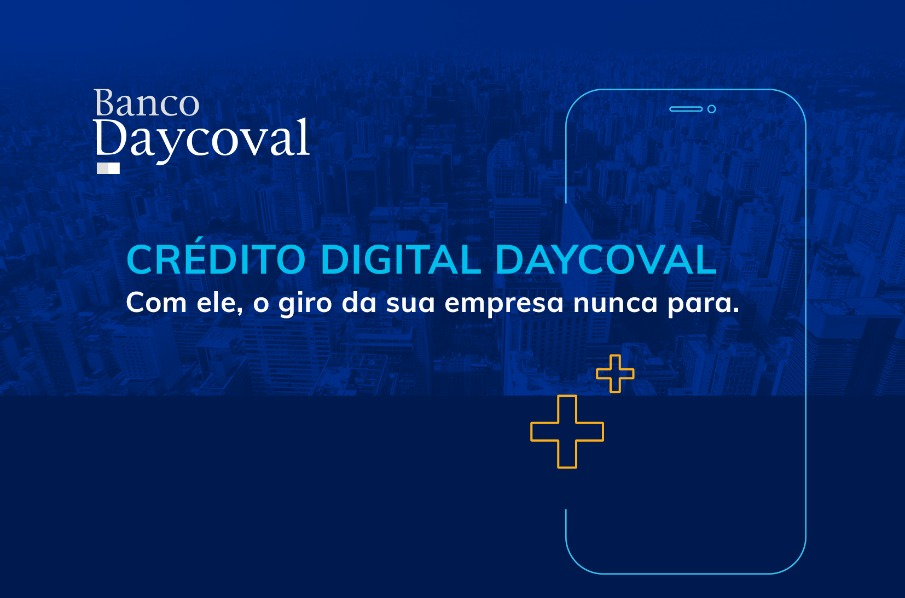 Banco
Daycoval
CRÉDITO DIGITAL DAYCOVAL
Com ele, o giro da sua empresa nunca para.